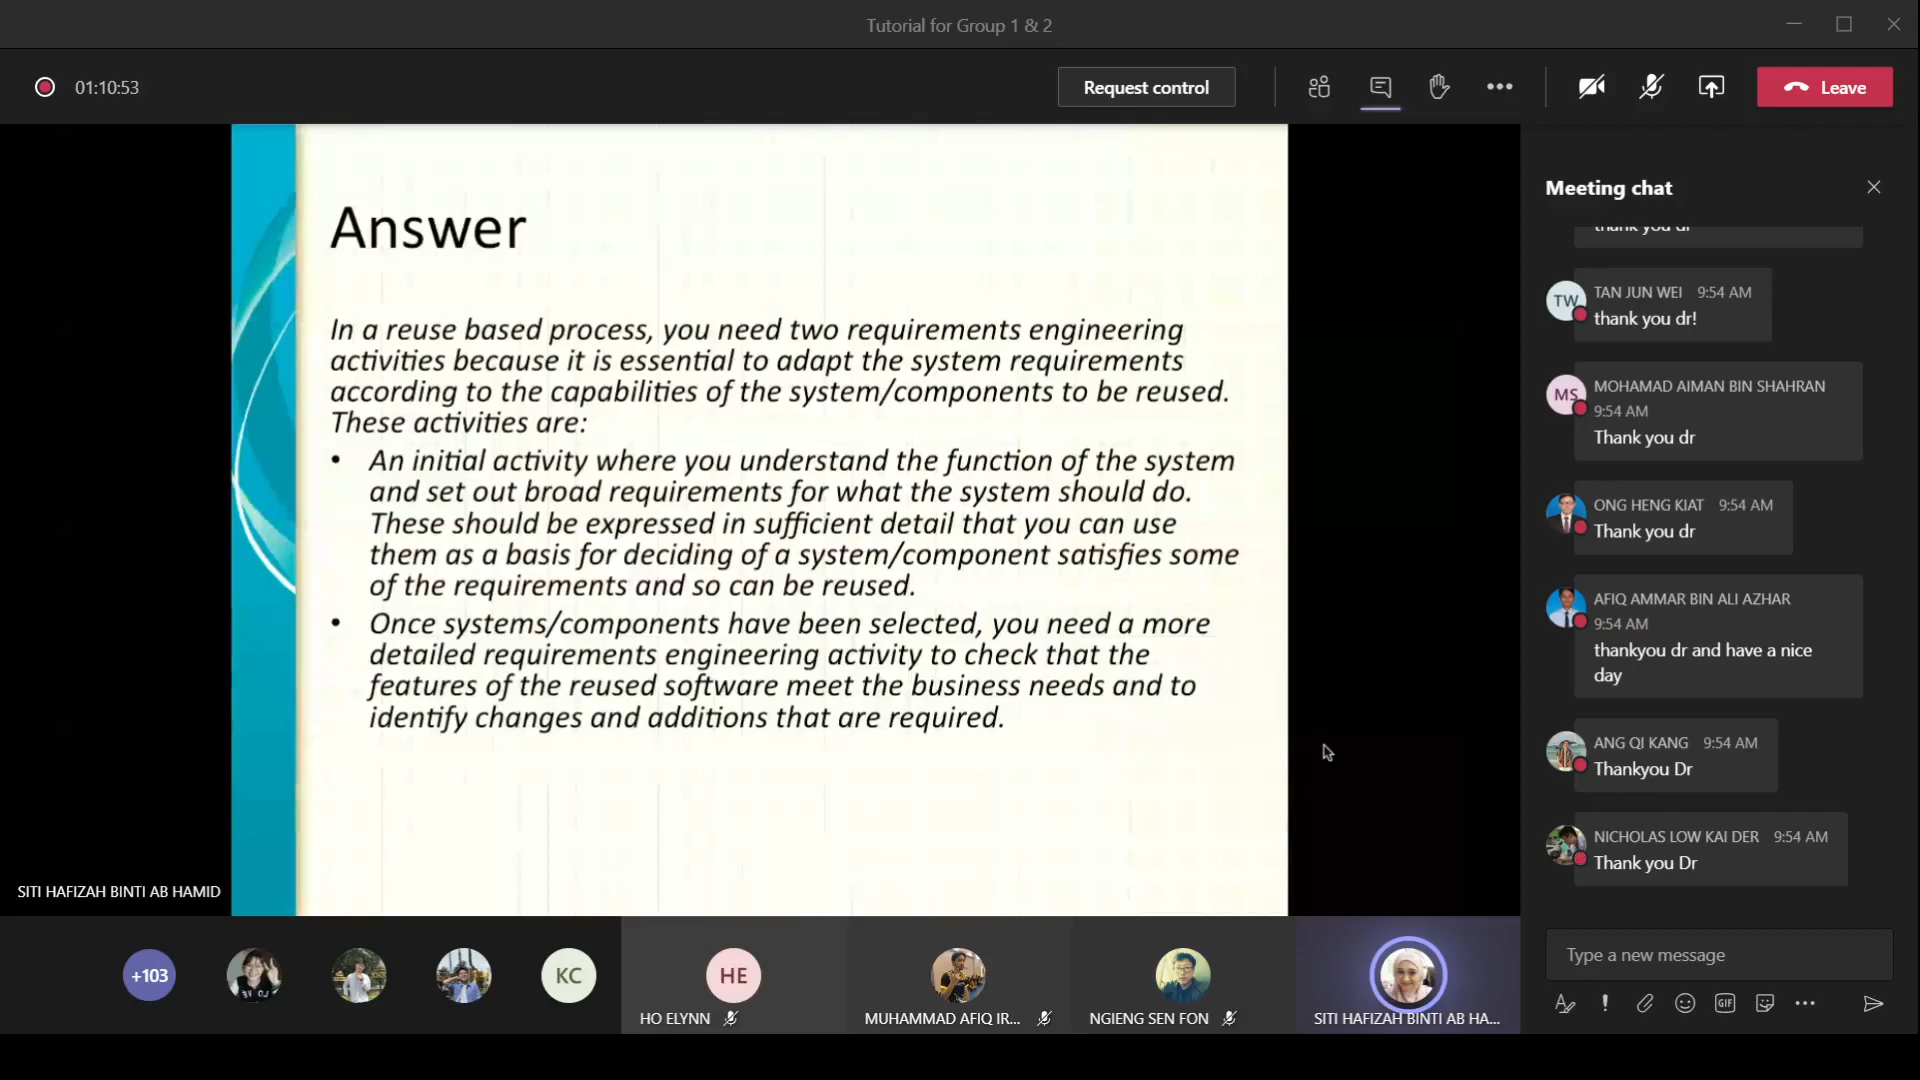 Tutorial for Group 1 & 2
01:10:53
Request control
Leave
Answer
In a reuse based process, you need two requirements engineering
activities because it is essential to adapt the system requirements
according to the capabilities of the system/components to be reused.
These activities are:
• An initial activity where you understand the function of the system
and set out broad requirements for what the system should do.
These should be expressed in sufficient detail that you can use
them as a basis for deciding of a system/component satisfies some
of the requirements and so can be reused.
• Once systems/components have been selected, you need a more
detailed requirements engineering activity to check that the
features of the reused software meet the business needs and to
identify changes and additions that are required.
SITI HAFIZAH BINTI AB HAMID
+103
KC
HE
HO ELYNN
MUHAMMAD AFIQ IR...
NGIENG SEN FON
SITI HAFIZAH BINTI AB HA...
Meeting chat
thank you dr
TW
TAN JUN WEI 9:54 AM
thank you dr!
MS
MOHAMAD AIMAN BIN SHAHRAN
9:54 AM
Thank you dr
ONG HENG KIAT 9:54 AM
Thank you dr
AFIQ AMMAR BIN ALI AZHAR
9:54 AM
thankyou dr and have a nice
day
ANG QI KANG 9:54 AM
Thankyou Dr
NICHOLAS LOW KAI DER 9:54 AM
Thank you Dr
Type a new message
GIF